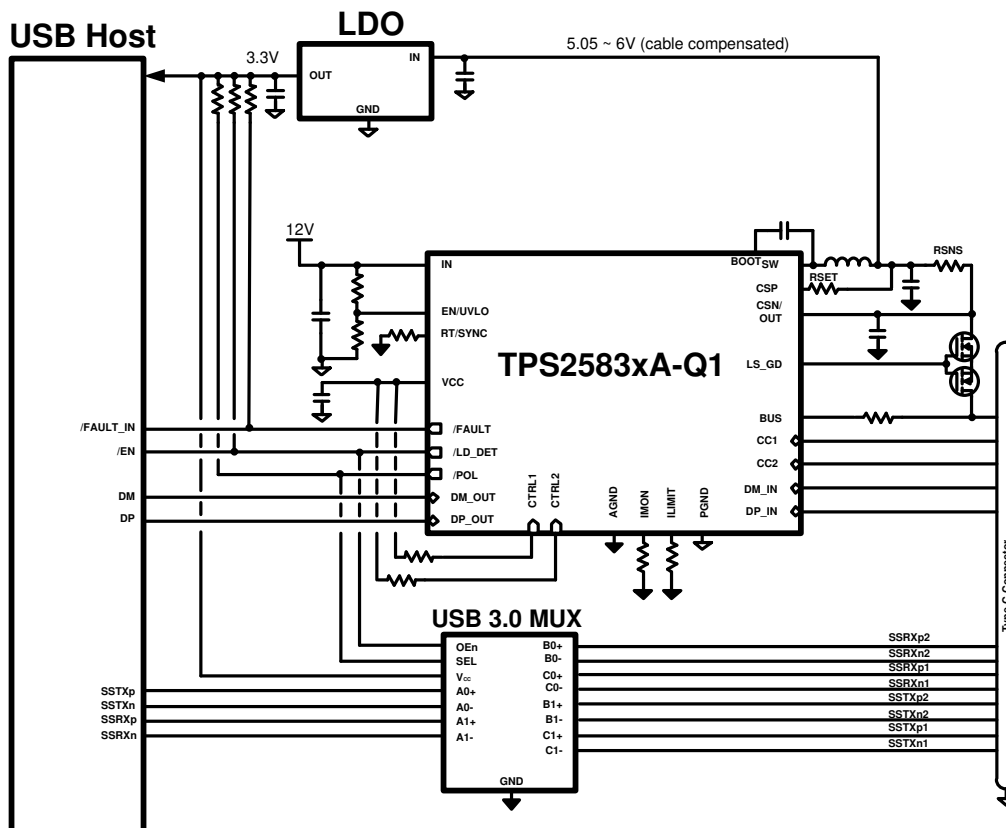 USB Host
LDO
5.05 ~ 6V (cable compensated)
3.3V
IN
OUT
GND
12V
BOOT
SW
RSNS
IN
RSET
CSP
CSN/
OUT
EN/UVLO
RT/SYNC
TPS2583xA-Q1
LS_GD
VCC
BUS
/FAULT_IN
/FAULT
CC1
/EN
/LD_DET
CC2
/POL
CTRL1
CTRL2
AGND
IMON
ILIMIT
PGND
DM
DM_OUT
DM_IN
DP
DP_OUT
DP_IN
Type C Connector
USB 3.0 MUX
OEn
B0+
SSRXp2
SEL
B0-
SSRXn2
Vcc
C0+
SSRXp1
SSTXp
A0+
C0-
SSRXn1
SSTXn
A0-
B1+
SSTXp2
SSRXp
A1+
B1-
SSTXn2
SSRXn
A1-
C1+
SSTXp1
C1-
SSTXn1
GND